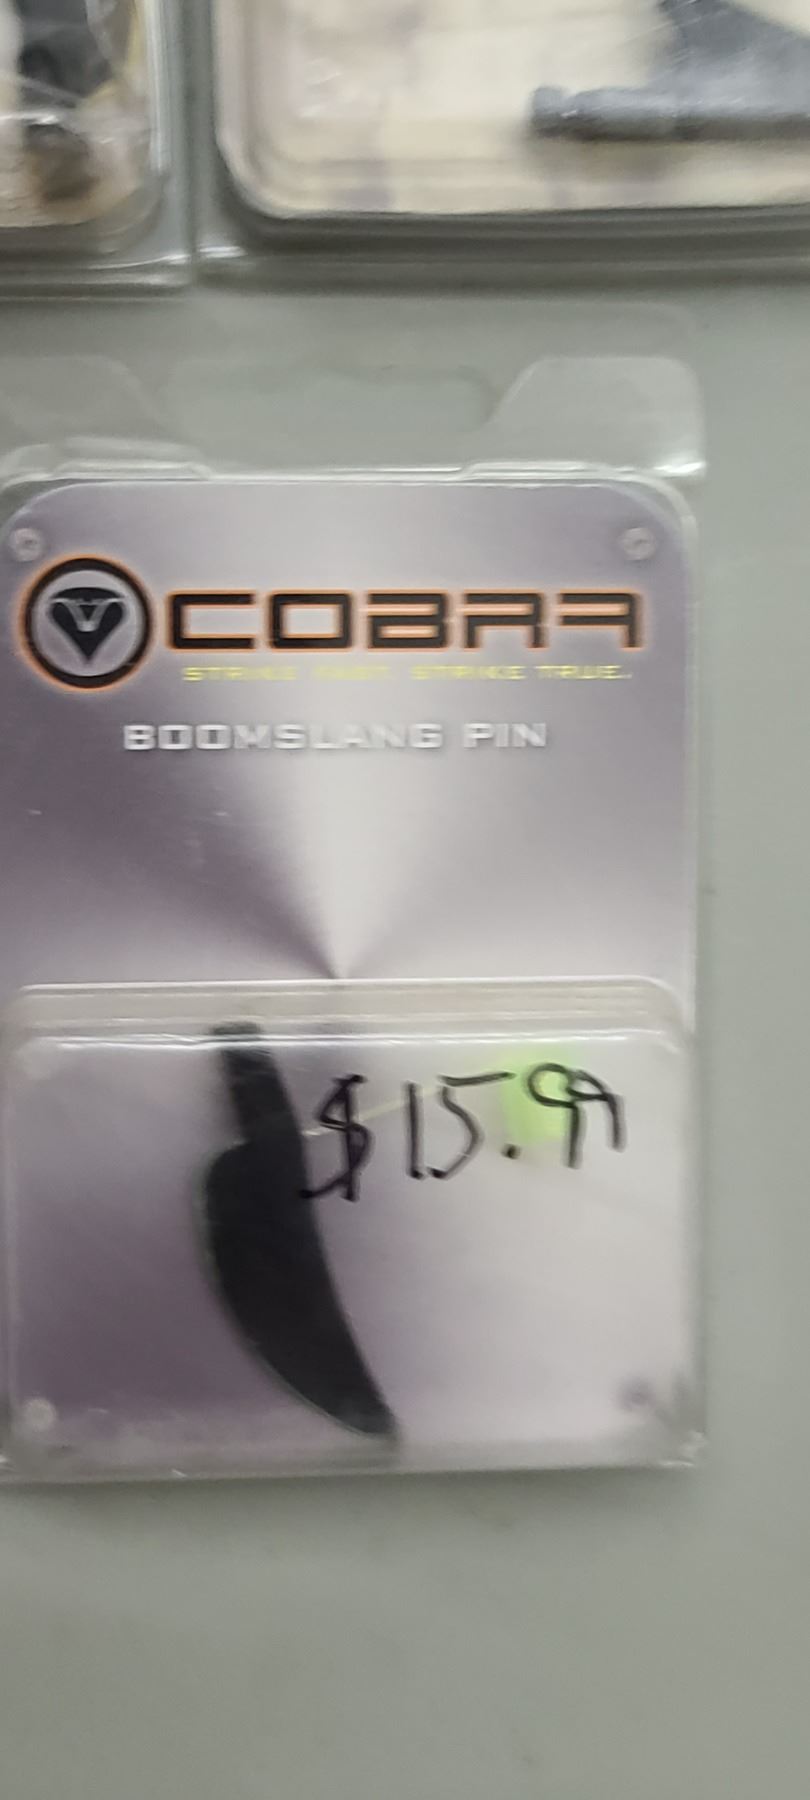 COBRA
STRIKE FAST. STRIKE TRUE.
BOOMSLANG PIN
$15.99